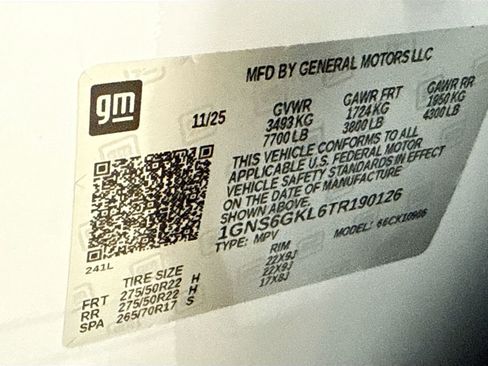 gm
MFD BY GENERAL MOTORS LLC
11/25
GVWR GAWR FRT GAWR RR
3493 KG 1724 KG 1950 KG
7700 LB 3800 LB 4300 LB
THIS VEHICLE CONFORMS TO ALL
APPLICABLE U.S. FEDERAL MOTOR
VEHICLE SAFETY STANDARDS IN EFFECT
ON THE DATE OF MANUFACTURE
SHOWN ABOVE.
1GNS6GKL6TR190126
TYPE: MPV MODEL:
241L
TIRE SIZE RIM
FRT 275/50R22 H 22X9J
RR 275/50R22 H 22X9J
SPA 265/70R17 S 17X8J